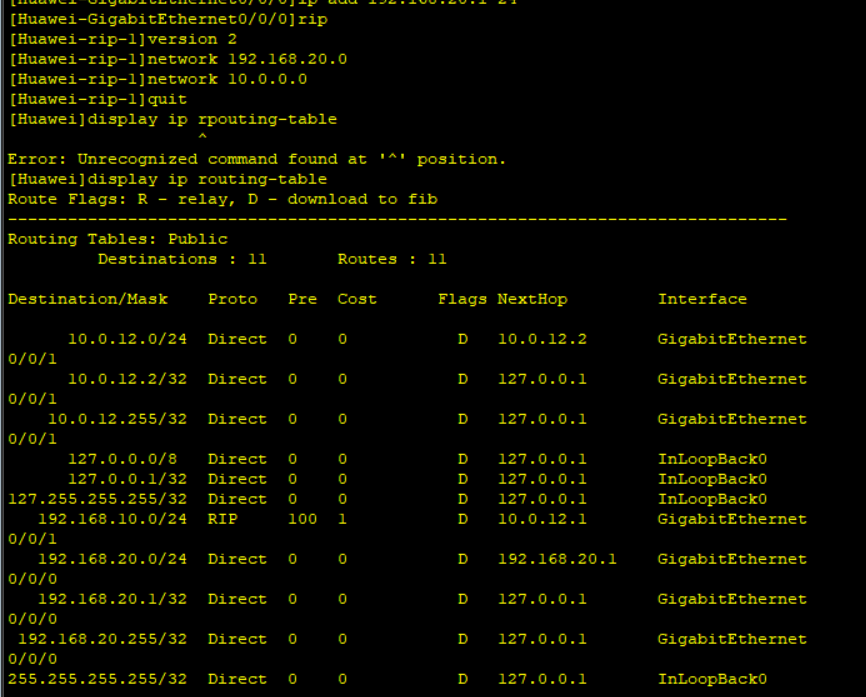 [Huawei-GigabitEthernet0/0/0]ip add 192.168.20.1 24
[Huawei-GigabitEthernet0/0/0]rip
[Huawei-rip-1]version 2
[Huawei-rip-1]network 192.168.20.0
[Huawei-rip-1]network 10.0.0.0
[Huawei-rip-1]quit
[Huawei]display ip rpouting-table
                   ^
Error: Unrecognized command found at '^' position.
[Huawei]display ip routing-table
Route Flags: R - relay, D - download to fib
------------------------------------------------------------------------------
Routing Tables: Public
         Destinations : 11       Routes : 11

Destination/Mask    Proto   Pre  Cost      Flags NextHop         Interface

      10.0.12.0/24  Direct  0    0           D   10.0.12.2       GigabitEthernet
0/0/1
      10.0.12.2/32  Direct  0    0           D   127.0.0.1       GigabitEthernet
0/0/1
    10.0.12.255/32  Direct  0    0           D   127.0.0.1       GigabitEthernet
0/0/1
      127.0.0.0/8   Direct  0    0           D   127.0.0.1       InLoopBack0
      127.0.0.1/32  Direct  0    0           D   127.0.0.1       InLoopBack0
127.255.255.255/32  Direct  0    0           D   127.0.0.1       InLoopBack0
   192.168.10.0/24  RIP     100  1           D   10.0.12.1       GigabitEthernet
0/0/1
   192.168.20.0/24  Direct  0    0           D   192.168.20.1    GigabitEthernet
0/0/0
   192.168.20.1/32  Direct  0    0           D   127.0.0.1       GigabitEthernet
0/0/0
 192.168.20.255/32  Direct  0    0           D   127.0.0.1       GigabitEthernet
0/0/0
255.255.255.255/32  Direct  0    0           D   127.0.0.1       InLoopBack0